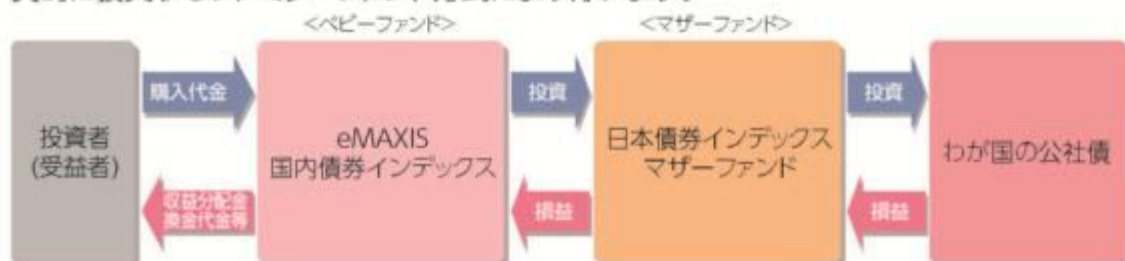 <ベビーファンド>
<マザーファンド>
投資者
(受益者)
購入代金
収益分配金
換金代金等
eMAXIS
国内債券インデックス
投資
損益
日本債券インデックス
マザーファンド
投資
損益
わが国の公社債